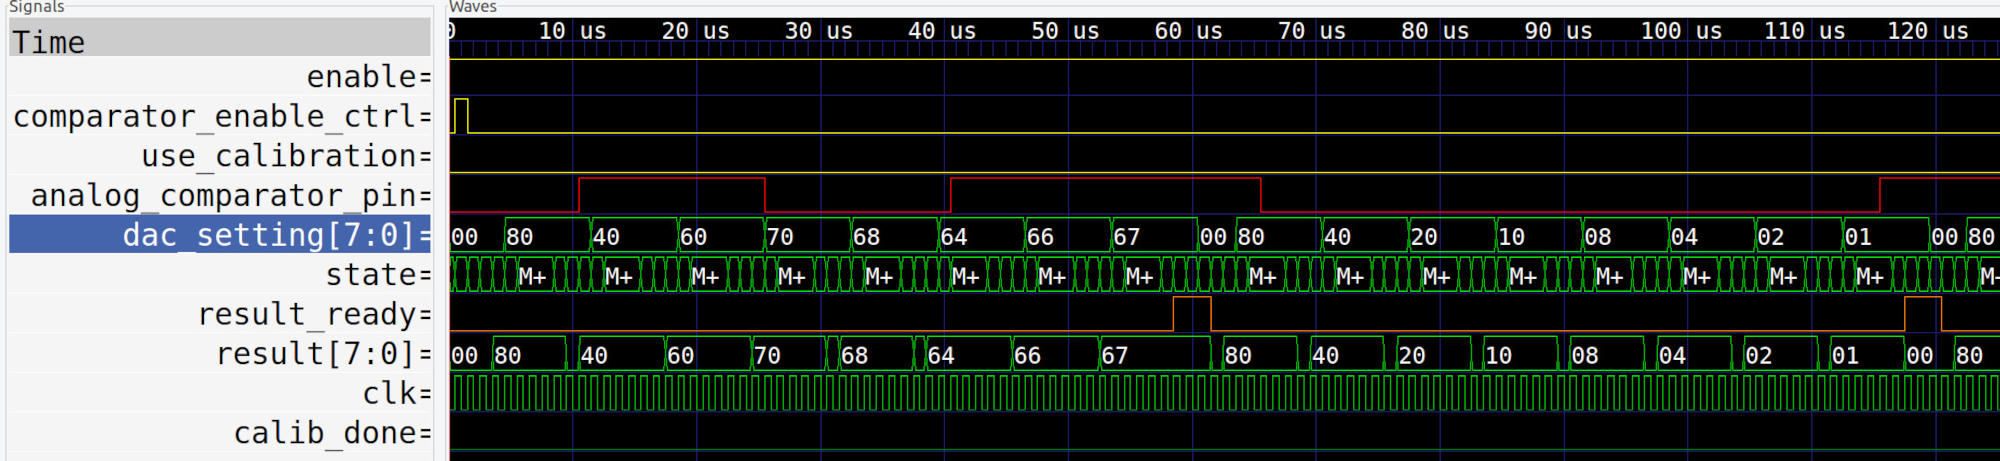 Signals Waves
Time 0 10 us 20 us 30 us 40 us 50 us 60 us 70 us 80 us 90 us 100 us 110 us 120 us
enable=
comparator_enable_ctrl=
use_calibration=
analog_comparator_pin=
dac_setting[7:0]= 00 80 40 60 70 68 64 66 67 00 80 40 20 10 08 04 02 01 00 80
state= M+ M+ M+ M+ M+ M+ M+ M+ M+ M+ M+ M+ M+ M+ M+ M+ M-
result_ready=
result[7:0]= 00 80 40 60 70 68 64 66 67 80 40 20 10 08 04 02 01 00 80
clk=
calib_done=